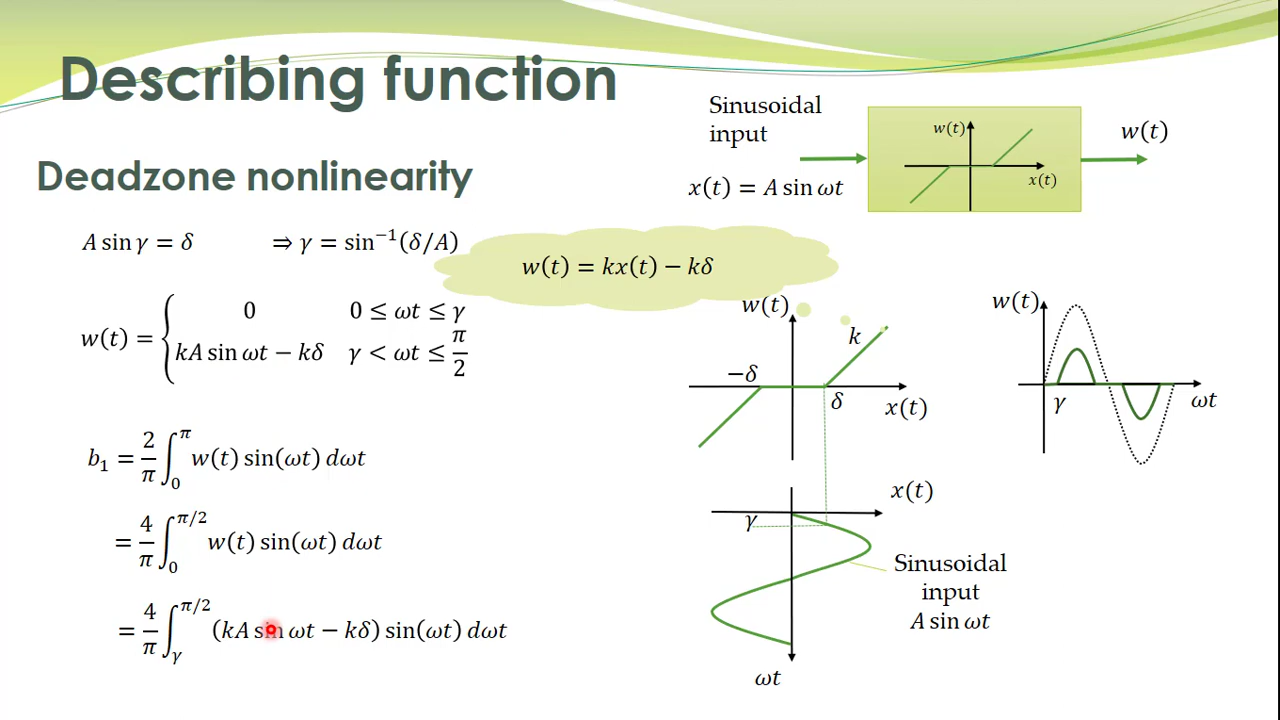 Describing function
Deadzone nonlinearity
A sin γ = δ ⇒ γ = sin⁻¹(δ/A)
w(t) = { 0 0 ≤ ωt ≤ γ
kA sin ωt − kδ γ < ωt ≤ π/2
b₁ = 2/π ∫₀^π w(t) sin(ωt) dωt
= 4/π ∫₀^π/2 w(t) sin(ωt) dωt
= 4/π ∫_γ^π/2 (kA sin ωt − kδ) sin(ωt) dωt
Sinusoidal
input
x(t) = A sin ωt
w(t)
x(t)
w(t)
w(t) = kx(t) − kδ
w(t)
k
−δ
δ
x(t)
x(t)
γ
Sinusoidal
input
A sin ωt
ωt
w(t)
γ
ωt